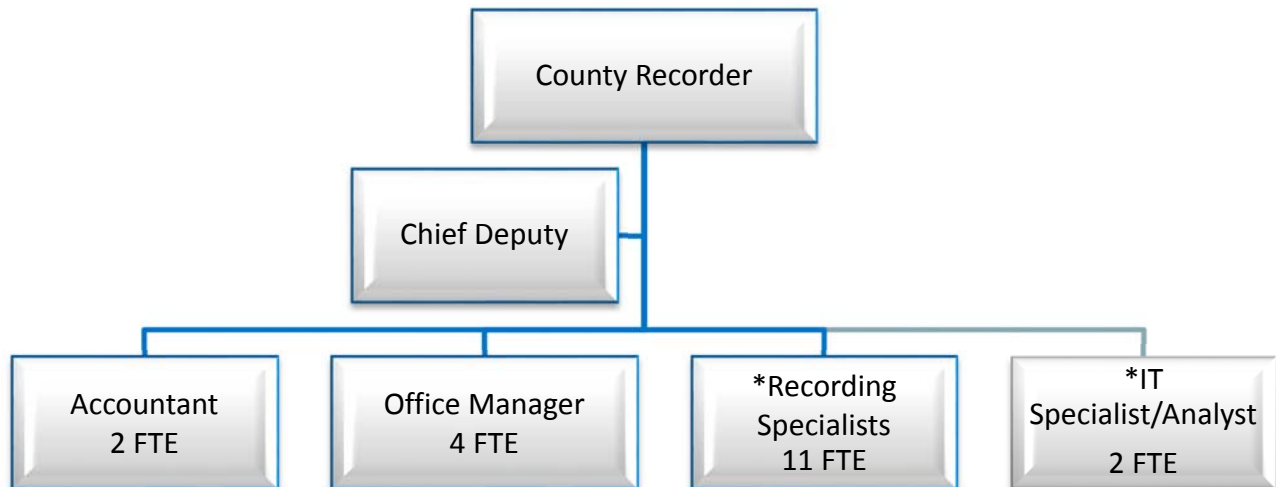 County Recorder
Chief Deputy
Accountant
2 FTE
Office Manager
4 FTE
*Recording
Specialists
11 FTE
*IT
Specialist/Analyst
2 FTE